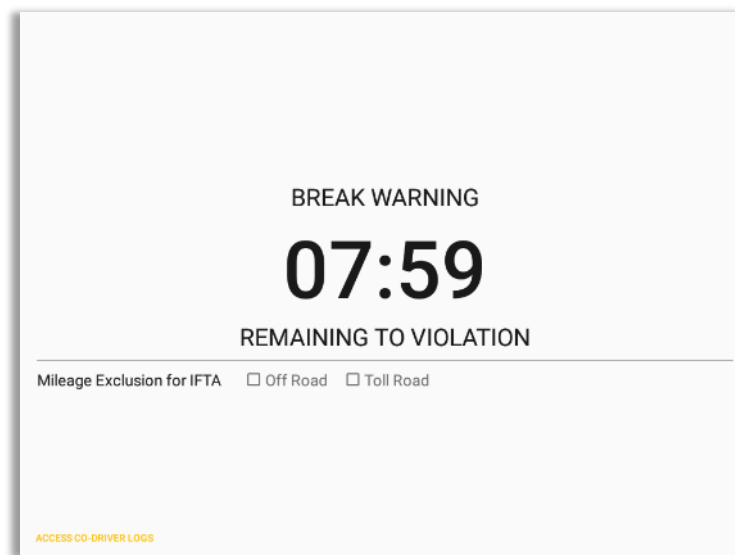 BREAK WARNING
07:59
REMAINING TO VIOLATION
Mileage Exclusion for IFTA Off Road Toll Road
ACCESS CO-DRIVER LOGS